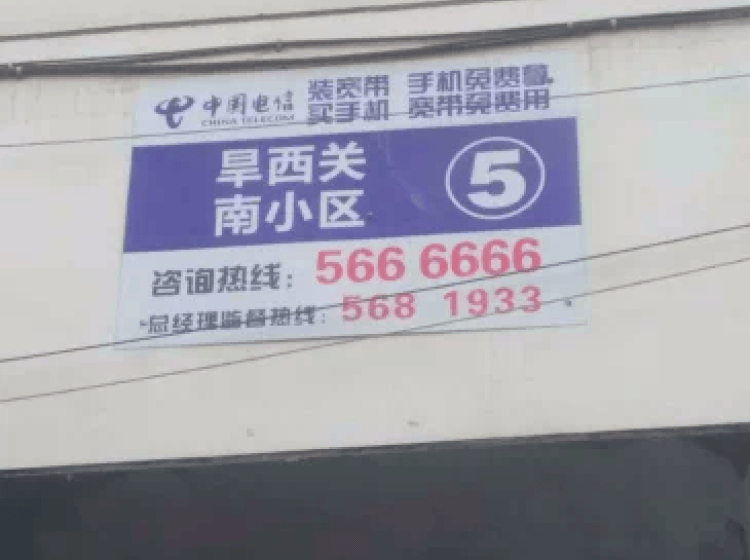 中国电信
CHINA TELECOM
装宽带 手机免费拿
买手机 宽带免费用
旱西关
南小区
5
咨询热线：566 6666
总经理监督热线：568 1933